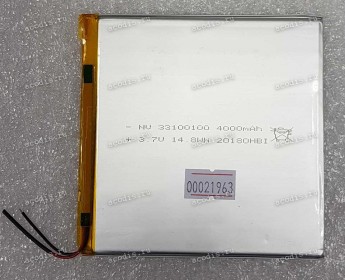 - NV 33100100 4000mAh
+ 3.7V 14.8WH 20180HBI
00021963